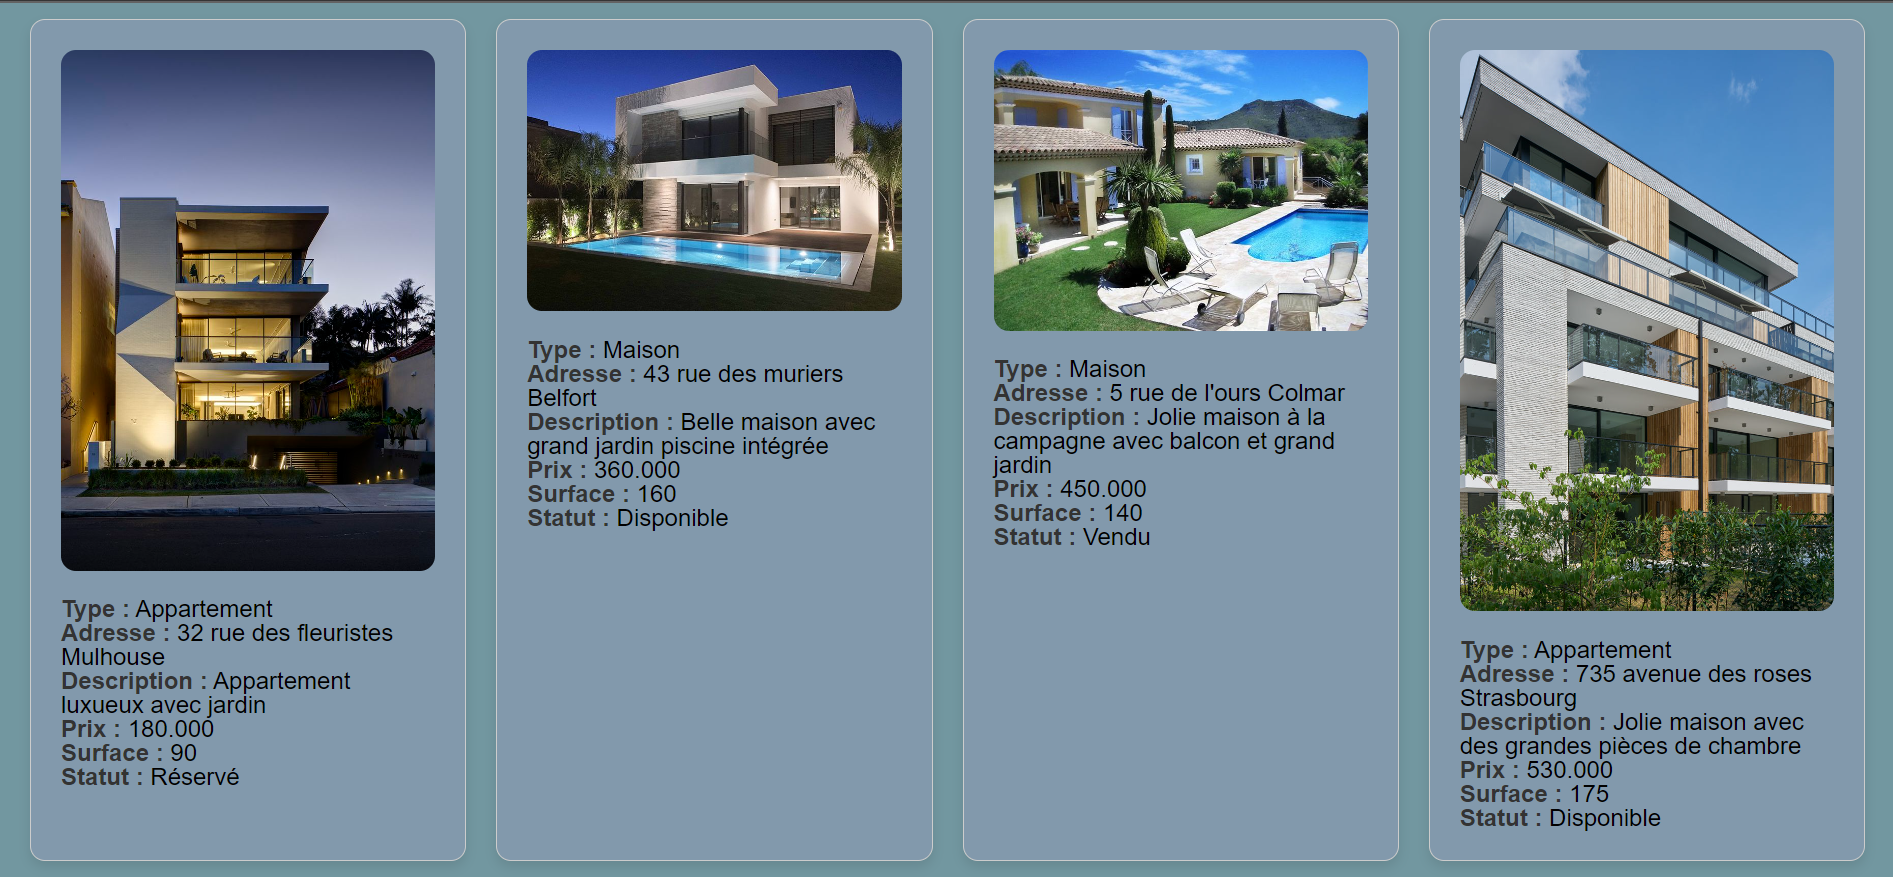 Type : Appartement
Adresse : 32 rue des fleuristes
Mulhouse
Description : Appartement
luxueux avec jardin
Prix : 180.000
Surface : 90
Statut : Réservé
Type : Maison
Adresse : 43 rue des muriers
Belfort
Description : Belle maison avec
grand jardin piscine intégrée
Prix : 360.000
Surface : 160
Statut : Disponible
Type : Maison
Adresse : 5 rue de l'ours Colmar
Description : Jolie maison à la
campagne avec balcon et grand
jardin
Prix : 450.000
Surface : 140
Statut : Vendu
Type : Appartement
Adresse : 735 avenue des roses
Strasbourg
Description : Jolie maison avec
des grandes pièces de chambre
Prix : 530.000
Surface : 175
Statut : Disponible